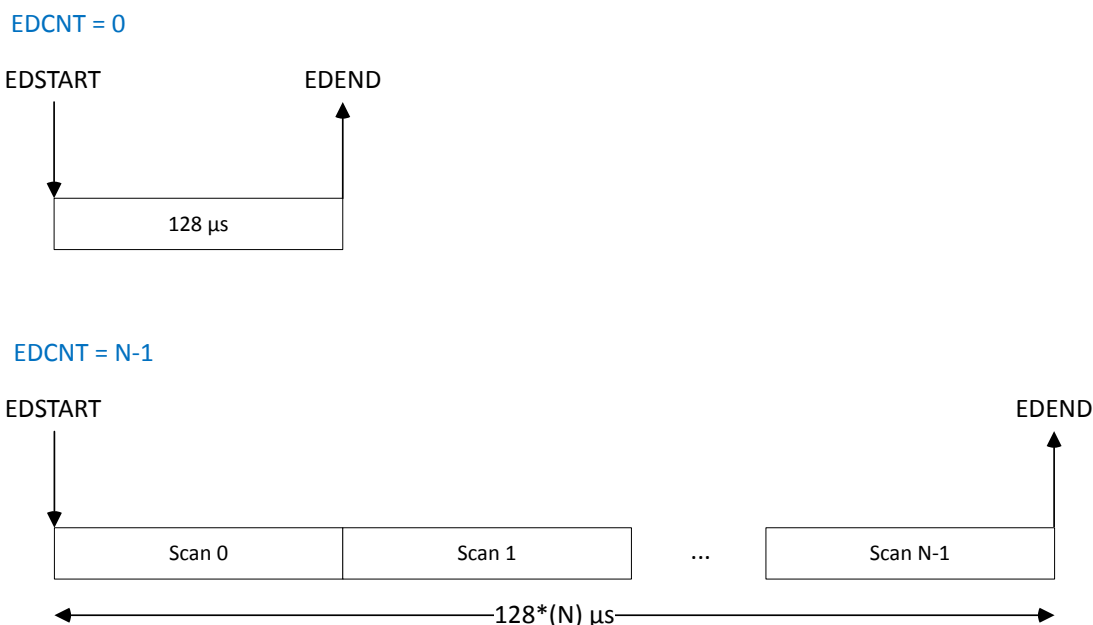 EDCNT = 0
EDSTART EDEND
128 µs
EDCNT = N-1
EDSTART EDEND
Scan 0 Scan 1 ... Scan N-1
128*(N) µs